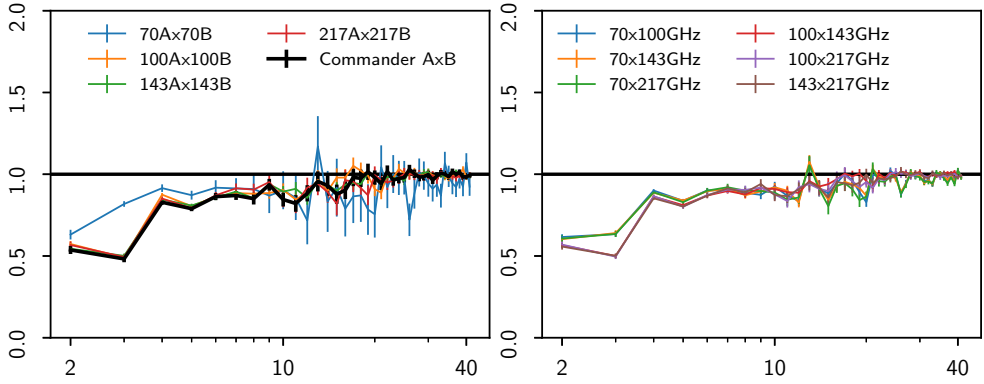 2.0
1.5
1.0
0.5
0.0
70Ax70B
100Ax100B
143Ax143B
217Ax217B
Commander AxB
2
10
40
2.0
1.5
1.0
0.5
0.0
70x100GHz
70x143GHz
70x217GHz
100x143GHz
100x217GHz
143x217GHz
2
10
40